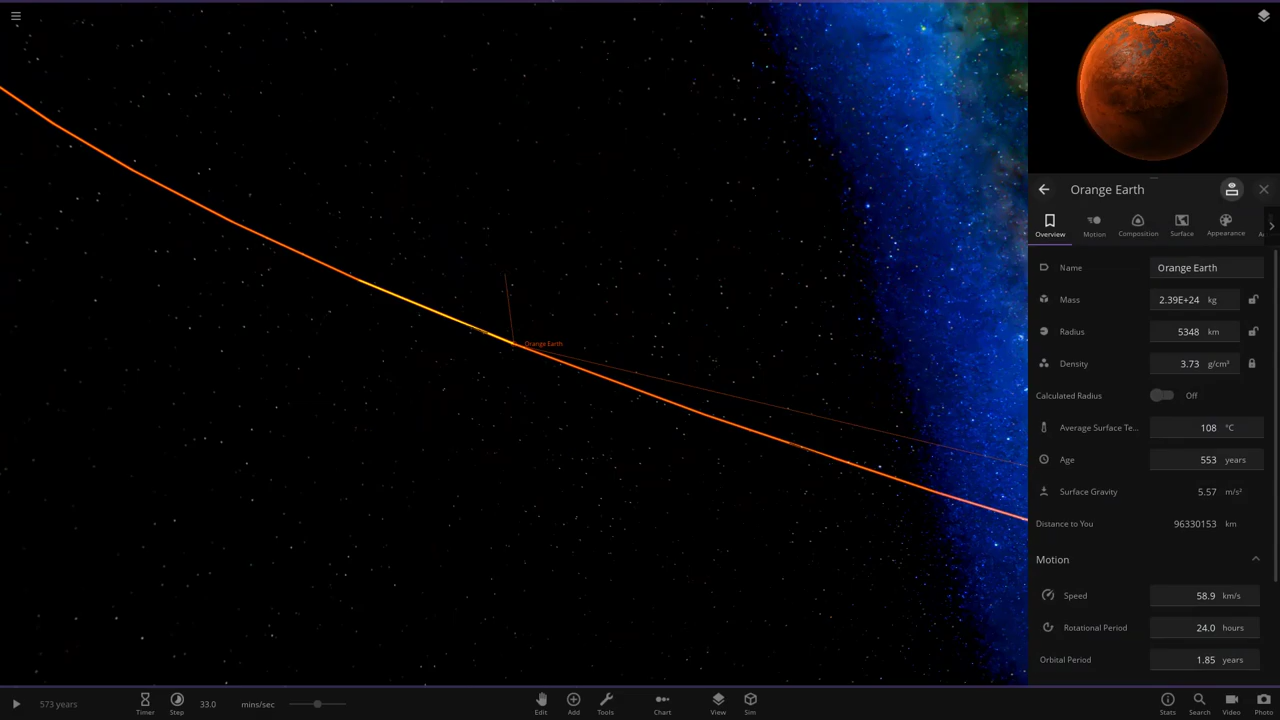 Orange Earth
Orange Earth
Overview
Motion
Composition
Surface
Appearance
Name Orange Earth
Mass 2.39E+24 kg
Radius 5348 km
Density 3.73 g/cm³
Calculated Radius Off
Average Surface Te... 108 °C
Age 553 years
Surface Gravity 5.57 m/s²
Distance to You 96330153 km
Motion
Speed 58.9 km/s
Rotational Period 24.0 hours
Orbital Period 1.85 years
573 years
Timer
Step
33.0 mins/sec
Edit
Add
Tools
Chart
View
Sim
Stats
Search
Video
Photo